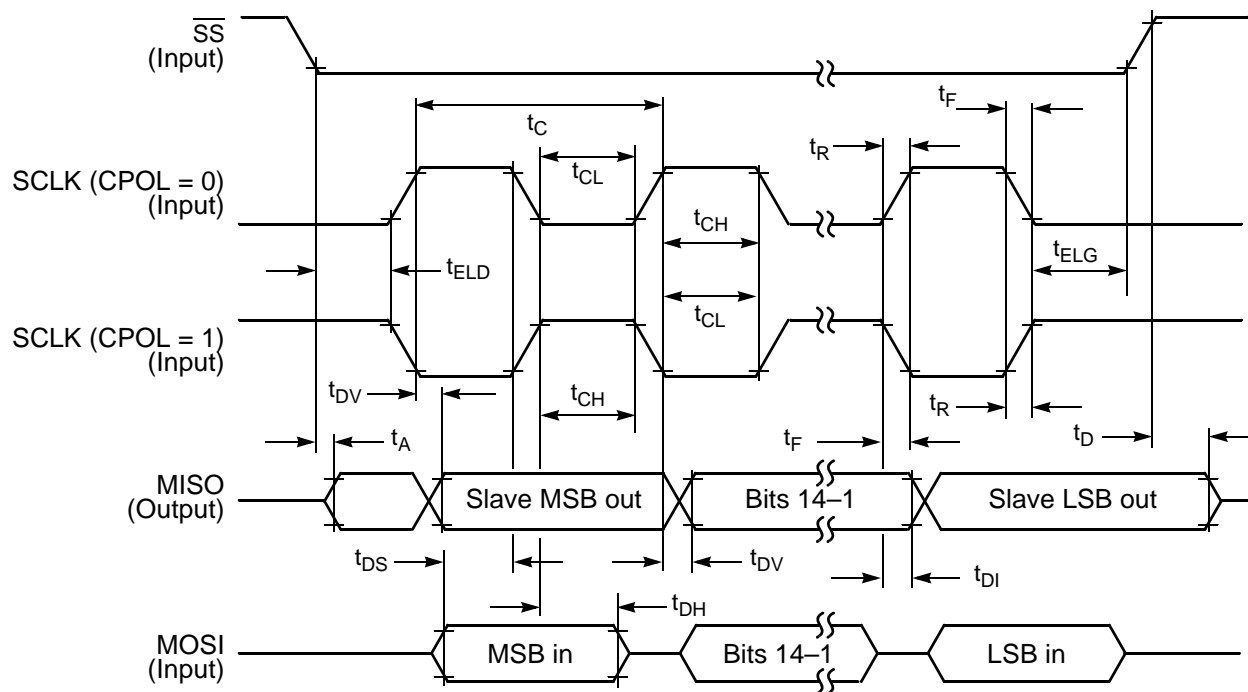 SS
(Input)
t_F
t_C
t_R
SCLK (CPOL = 0)
(Input)
t_CL
t_CH
t_ELD
t_ELG
SCLK (CPOL = 1)
(Input)
t_CL
t_DV
t_CH
t_R
t_A
t_F
t_D
MISO
(Output)
Slave MSB out
Bits 14–1
Slave LSB out
t_DS
t_DV
t_DI
t_DH
MOSI
(Input)
MSB in
Bits 14–1
LSB in